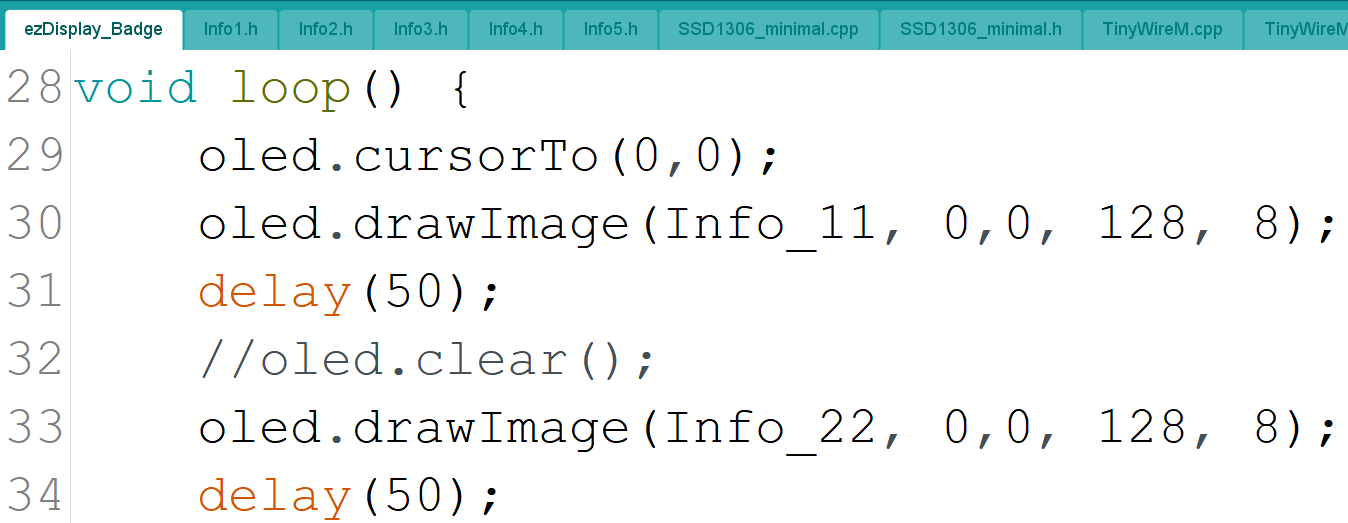 ezDisplay_Badge Info1.h Info2.h Info3.h Info4.h Info5.h SSD1306_minimal.cpp SSD1306_minimal.h TinyWireM.cpp TinyWireM
28 void loop() {
29 oled.cursorTo(0,0);
30 oled.drawImage(Info_11, 0,0, 128, 8);
31 delay(50);
32 //oled.clear();
33 oled.drawImage(Info_22, 0,0, 128, 8);
34 delay(50);